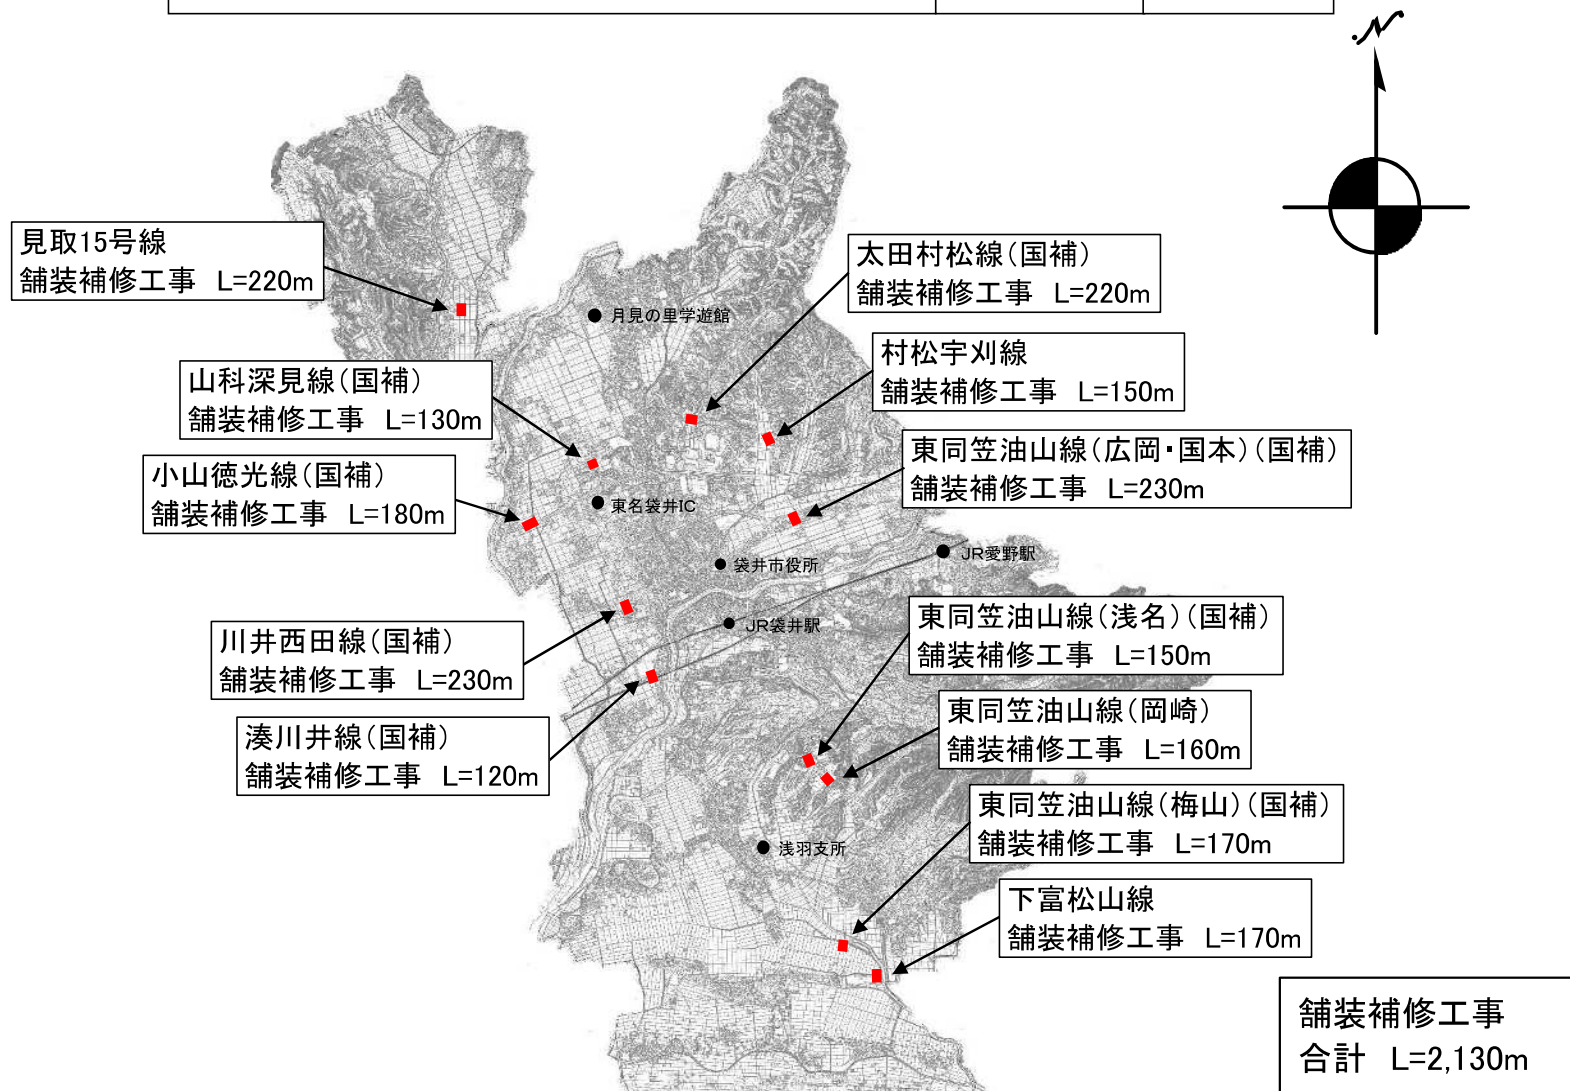 N
見取15号線
舗装補修工事 L=220m
太田村松線(国補)
舗装補修工事 L=220m
月見の里学遊館
村松宇刈線
舗装補修工事 L=150m
山科深見線(国補)
舗装補修工事 L=130m
東同笠油山線(広岡・国本)(国補)
舗装補修工事 L=230m
小山徳光線(国補)
舗装補修工事 L=180m
東名袋井IC
JR愛野駅
袋井市役所
東同笠油山線(浅名)(国補)
舗装補修工事 L=150m
JR袋井駅
川井西田線(国補)
舗装補修工事 L=230m
東同笠油山線(岡崎)
舗装補修工事 L=160m
湊川井線(国補)
舗装補修工事 L=120m
東同笠油山線(梅山)(国補)
舗装補修工事 L=170m
浅羽支所
下富松山線
舗装補修工事 L=170m
舗装補修工事
合計 L=2,130m